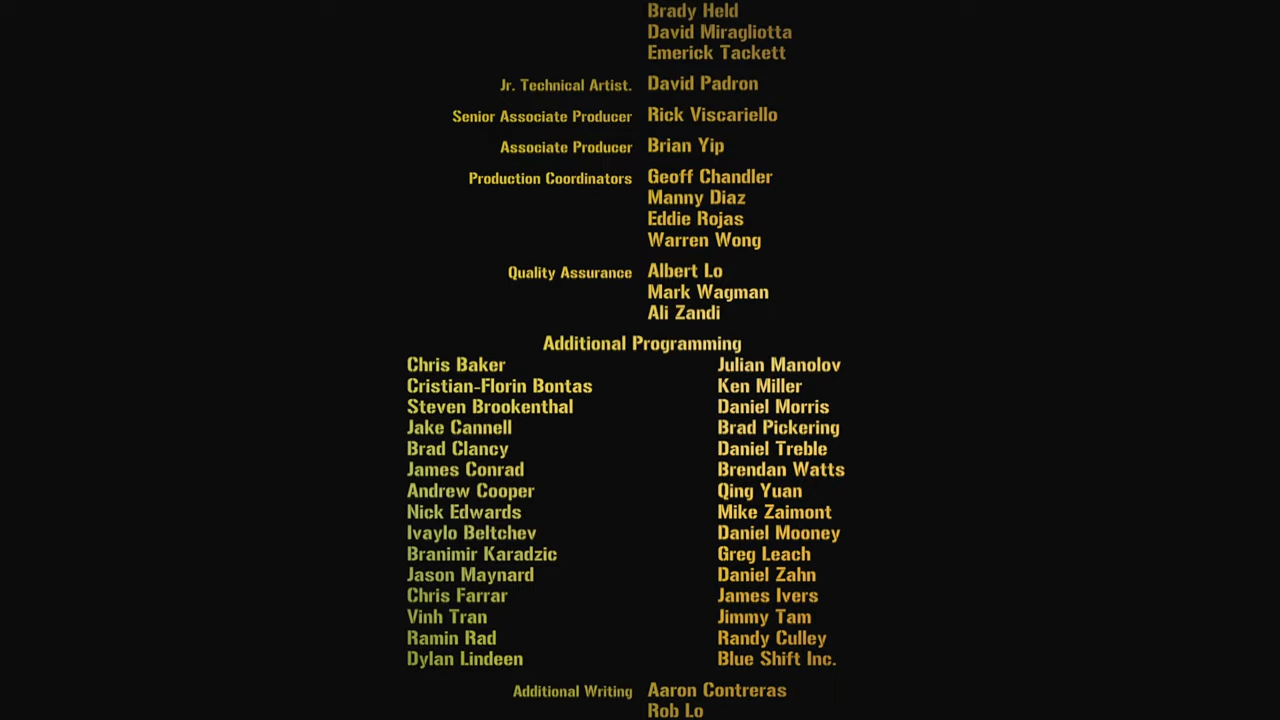 Brady Held
David Miragliotta
Emerick Tackett
Jr. Technical Artist. David Padron
Senior Associate Producer Rick Viscariello
Associate Producer Brian Yip
Production Coordinators Geoff Chandler
Manny Diaz
Eddie Rojas
Warren Wong
Quality Assurance Albert Lo
Mark Wagman
Ali Zandi
Additional Programming
Chris Baker Julian Manolov
Cristian-Florin Bontas Ken Miller
Steven Brookenthal Daniel Morris
Jake Cannell Brad Pickering
Brad Clancy Daniel Treble
James Conrad Brendan Watts
Andrew Cooper Qing Yuan
Nick Edwards Mike Zaimont
Ivaylo Beltchev Daniel Mooney
Branimir Karadzic Greg Leach
Jason Maynard Daniel Zahn
Chris Farrar James Ivers
Vinh Tran Jimmy Tam
Ramin Rad Randy Culley
Dylan Lindeen Blue Shift Inc.
Additional Writing Aaron Contreras
Rob Lo